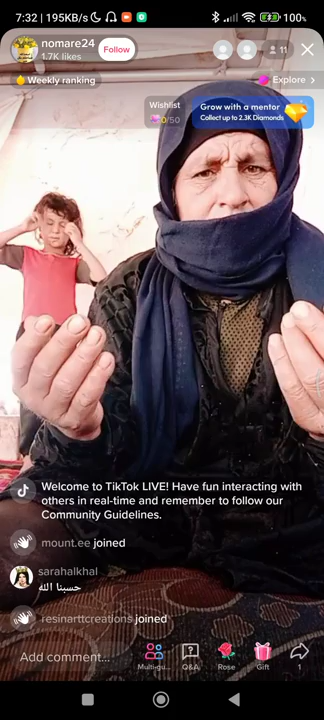 7:32 | 195KB/s
100%
nomare24
1.7K likes
Follow
11
Weekly ranking
Explore >
Wishlist
0/50
Grow with a mentor
Collect up to 2.3K Diamonds
Welcome to TikTok LIVE! Have fun interacting with
others in real-time and remember to follow our
Community Guidelines.
mount.ee joined
sarahalkhal
حسبنا الله
resinarttcreations joined
Add comment...
Multi-gu...
Q&A
Rose
Gift
1